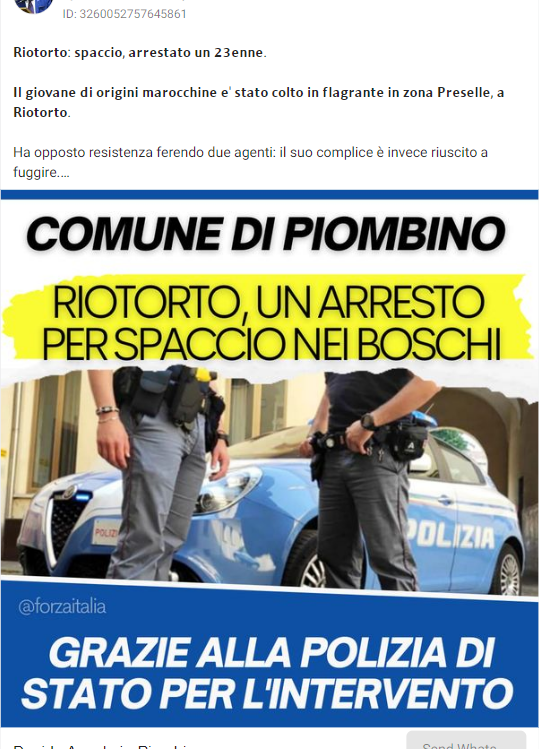 ID: 3260052757645861
Riotorto: spaccio, arrestato un 23enne.
Il giovane di origini marocchine e' stato colto in flagrante in zona Preselle, a
Riotorto.
Ha opposto resistenza ferendo due agenti: il suo complice è invece riuscito a
fuggire....
COMUNE DI PIOMBINO
RIOTORTO, UN ARRESTO
PER SPACCIO NEI BOSCHI
POLIZI
POLIZIA
@forzaitalia
GRAZIE ALLA POLIZIA DI
STATO PER L'INTERVENTO